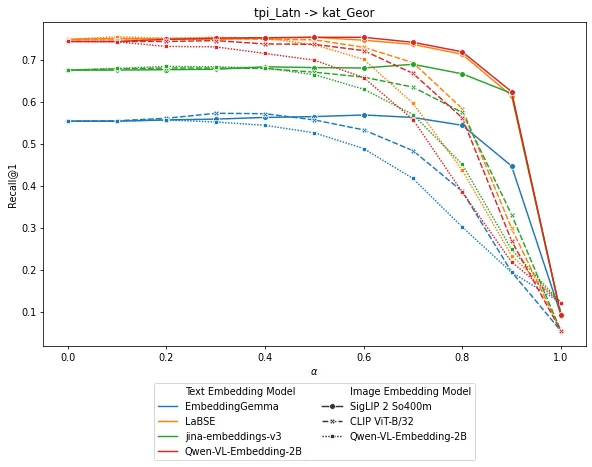 tpi_Latn -> kat_Geor
Recall@1
0.7
0.6
0.5
0.4
0.3
0.2
0.1
0.0 0.2 0.4 0.6 0.8 1.0
α
Text Embedding Model Image Embedding Model
EmbeddingGemma SigLIP 2 So400m
LaBSE CLIP ViT-B/32
jina-embeddings-v3 Qwen-VL-Embedding-2B
Qwen-VL-Embedding-2B